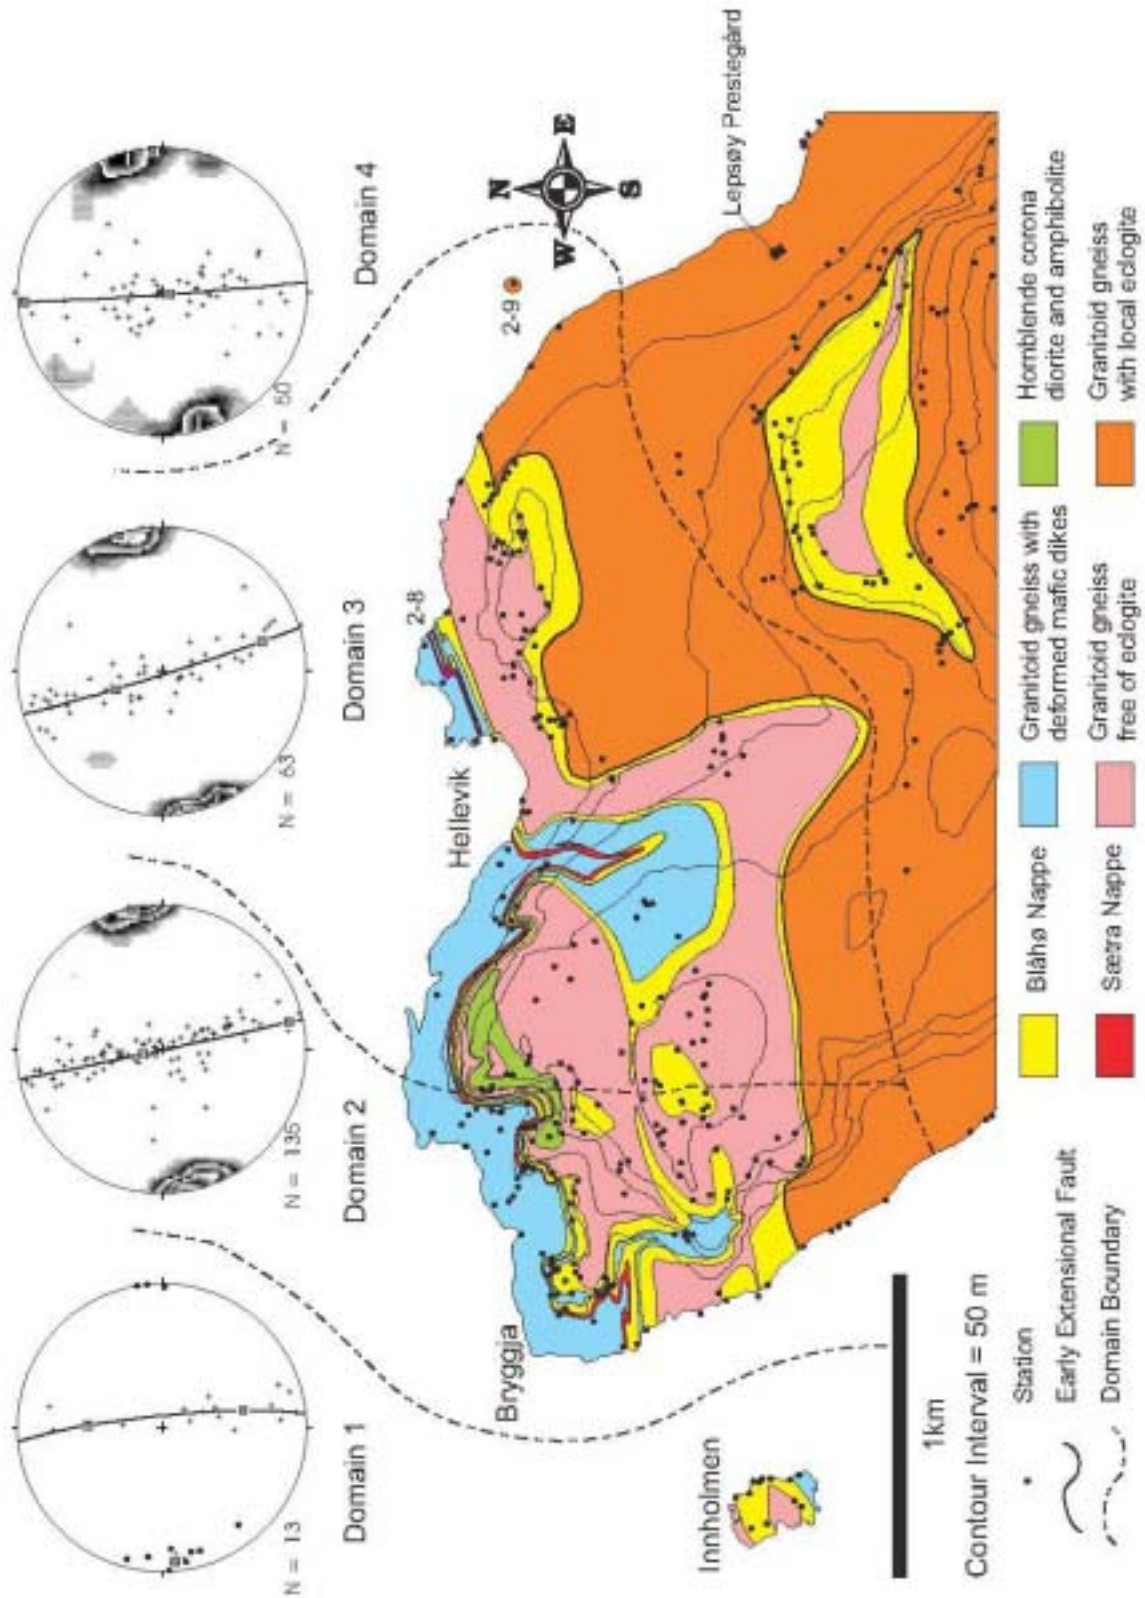 N = 13
Domain 1
N = 135
Domain 2
N = 63
Domain 3
N = 60
Domain 4
N
W
E
S
2-9
Lepsøy Prestegård
2-8
Hellevik
Bryggja
Innholmen
1km
Contour Interval = 50 m
Station
Early Extensional Fault
Domain Boundary
Blåhø Nappe
Sætra Nappe
Granitoid gneiss with
deformed mafic dikes
Granitoid gneiss
free of eclogite
Hornblende corona
diorite and amphibolite
Granitoid gneiss
with local eclogite